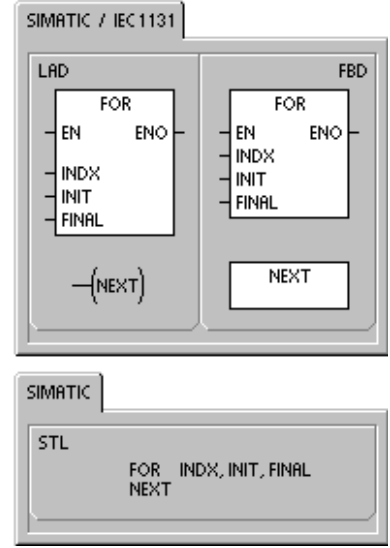 SIMATIC / IEC1131
LAD
FOR
EN ENO
INDX
INIT
FINAL
NEXT
FBD
FOR
EN ENO
INDX
INIT
FINAL
NEXT
SIMATIC
STL
FOR INDX, INIT, FINAL
NEXT